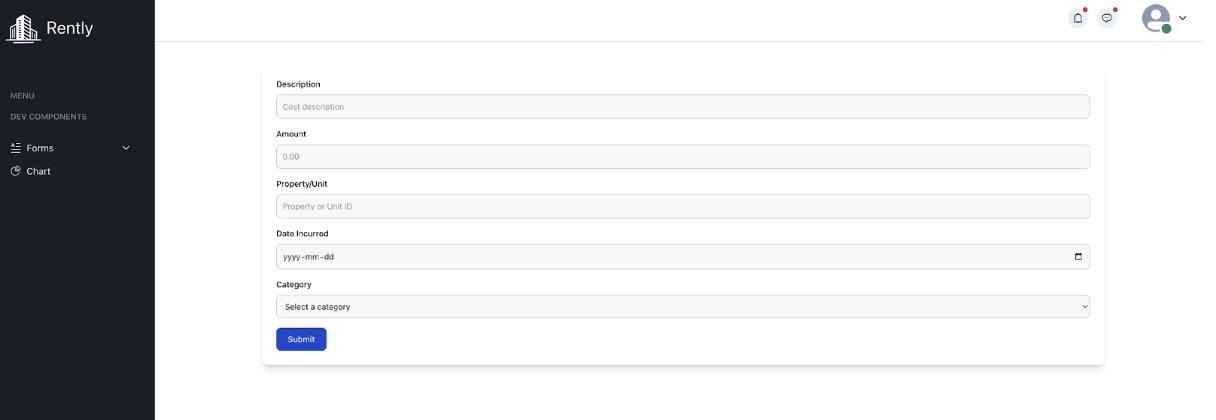 Rently
MENU
DEV COMPONENTS
Forms
Chart
Description
Cost description
Amount
0.00
Property/Unit
Property or Unit ID
Date Incurred
yyyy-mm-dd
Category
Select a category
Submit